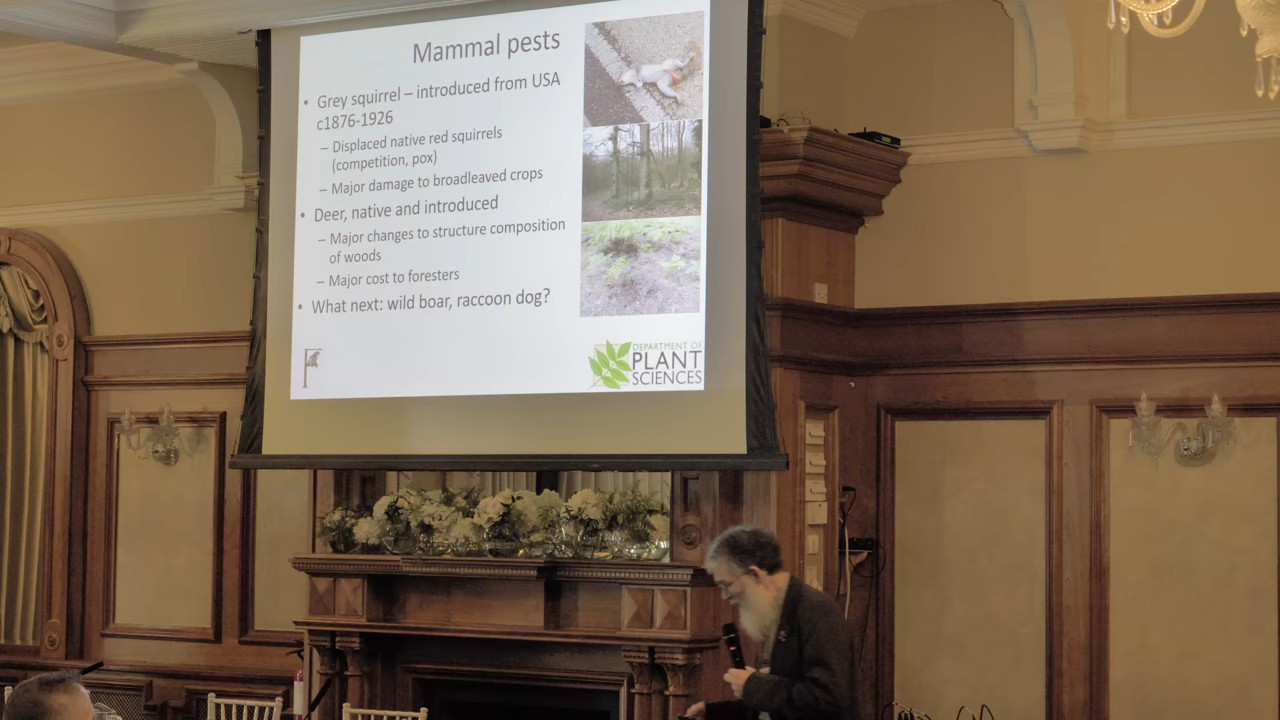 Mammal pests
• Grey squirrel – introduced from USA
c1876-1926
– Displaced native red squirrels
(competition, pox)
– Major damage to broadleaved crops
• Deer, native and introduced
– Major changes to structure composition
of woods
– Major cost to foresters
• What next: wild boar, raccoon dog?
F
DEPARTMENT OF
PLANT
SCIENCES